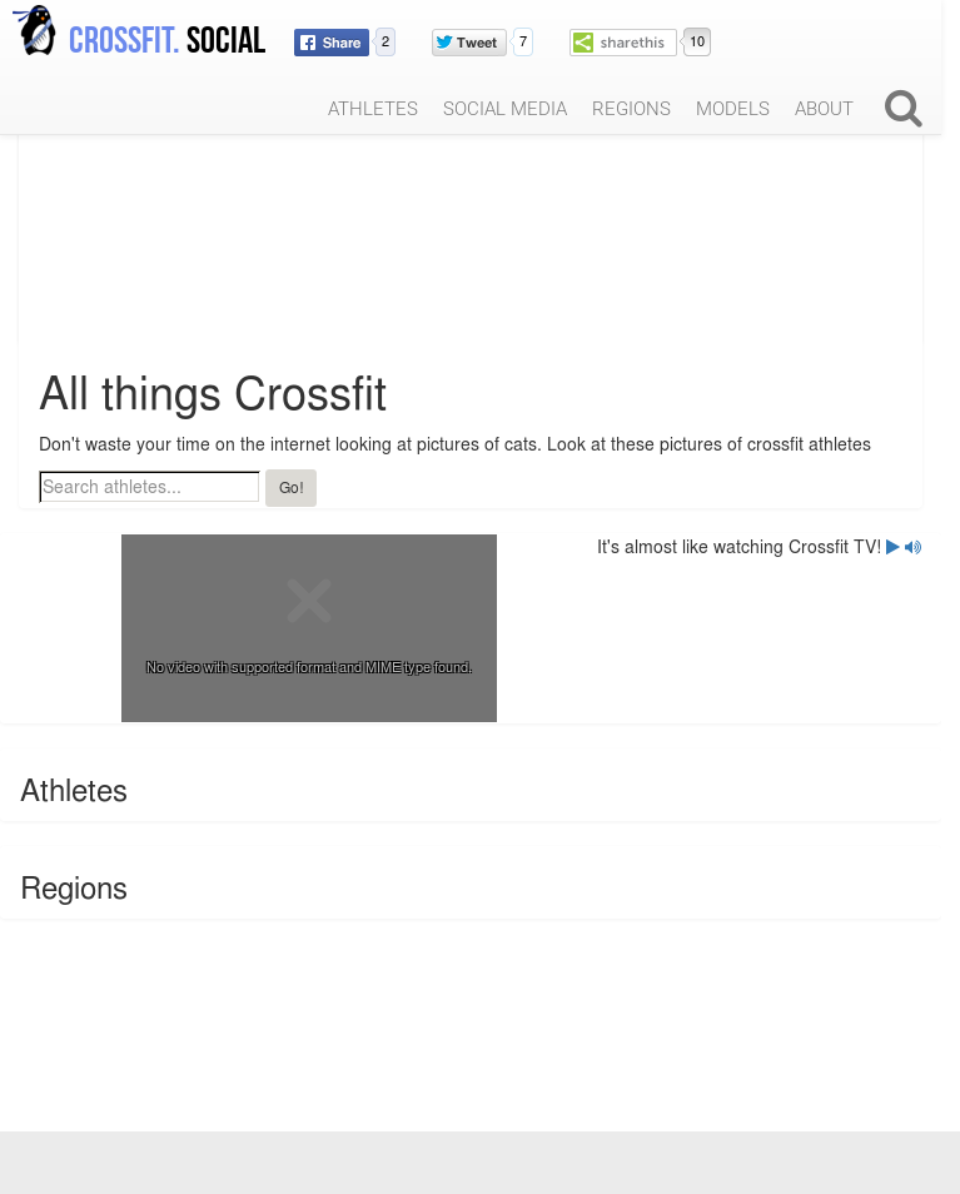 CROSSFIT. SOCIAL
Share 2
Tweet 7
sharethis 10
ATHLETES SOCIAL MEDIA REGIONS MODELS ABOUT
All things Crossfit
Don't waste your time on the internet looking at pictures of cats. Look at these pictures of crossfit athletes
Search athletes... Go!
It's almost like watching Crossfit TV!
No video with supported format and MIME type found.
Athletes
Regions